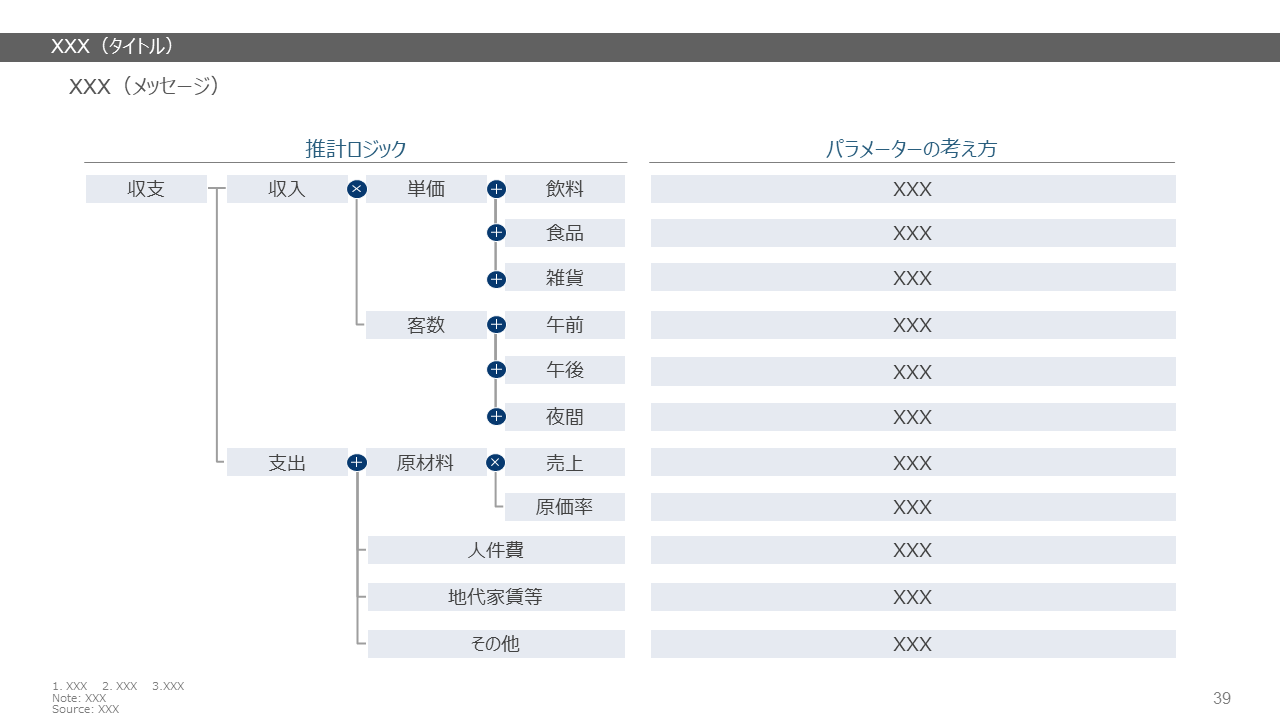 XXX（タイトル）
XXX（メッセージ）
推計ロジック
パラメーターの考え方
収支
収入
×
単価
+
飲料
XXX
+
食品
XXX
+
雑貨
XXX
客数
+
午前
XXX
+
午後
XXX
+
夜間
XXX
支出
+
原材料
×
売上
XXX
原価率
XXX
人件費
XXX
地代家賃等
XXX
その他
XXX
1. XXX 2. XXX 3.XXX
Note: XXX
Source: XXX
39